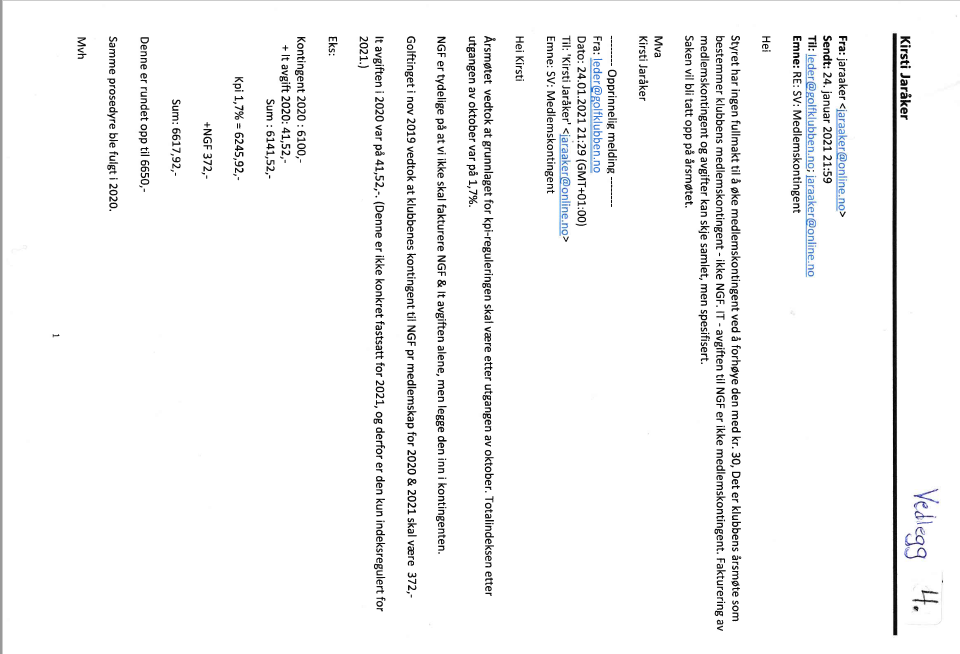 Vedlegg 4.
Kirsti Jaråker
Fra: jaraaker <jaraaker@online.no>
Sendt: 24. januar 2021 21:59
Til: leder@golfklubben.no; jaraaker@online.no
Emne: RE: SV: Medlemskontingent
Hei
Styret har ingen fullmakt til å øke medlemskontingent ved å forhøye den med kr. 30, Det er klubbens årsmøte som
bestemmer klubbens medlemskontingent - ikke NGF. IT - avgiften til NGF er ikke medlemskontingent. Fakturering av
medlemskontingent og avgifter kan skje samlet, men spesifisert.
Saken vil bli tatt opp på årsmøtet.
Mva
Kirsti Jaråker
-------- Opprinnelig melding --------
Fra: leder@golfklubben.no
Dato: 24.01.2021 21:29 (GMT+01:00)
Til: 'Kirsti Jaråker' <jaraaker@online.no>
Emne: SV: Medlemskontingent
Hei Kirsti
Årsmøtet vedtok at grunnlaget for kpi-reguleringen skal være etter utgangen av oktober. Totalindeksen etter
utgangen av oktober var på 1,7%.
NGF er tydelige på at vi ikke skal fakturere NGF & It avgiften alene, men legge den inn i kontingenten.
Golftinget i nov 2019 vedtok at klubbenes kontingent til NGF pr medlemskap for 2020 & 2021 skal være 372,-
It avgiften i 2020 var på 41,52-. (Denne er ikke konkret fastsatt for 2021, og derfor er den kun indeksregulert for
2021.)
Eks:
Kontingent 2020 : 6100,-
+ It avgift 2020: 41,52,-
Sum : 6141,52,-
Kpi 1,7% = 6245,92,-
+NGF 372,-
Sum: 6617,92,-
Denne er rundet opp til 6650,-
Samme prosedyre ble fulgt i 2020.
Mvh
1